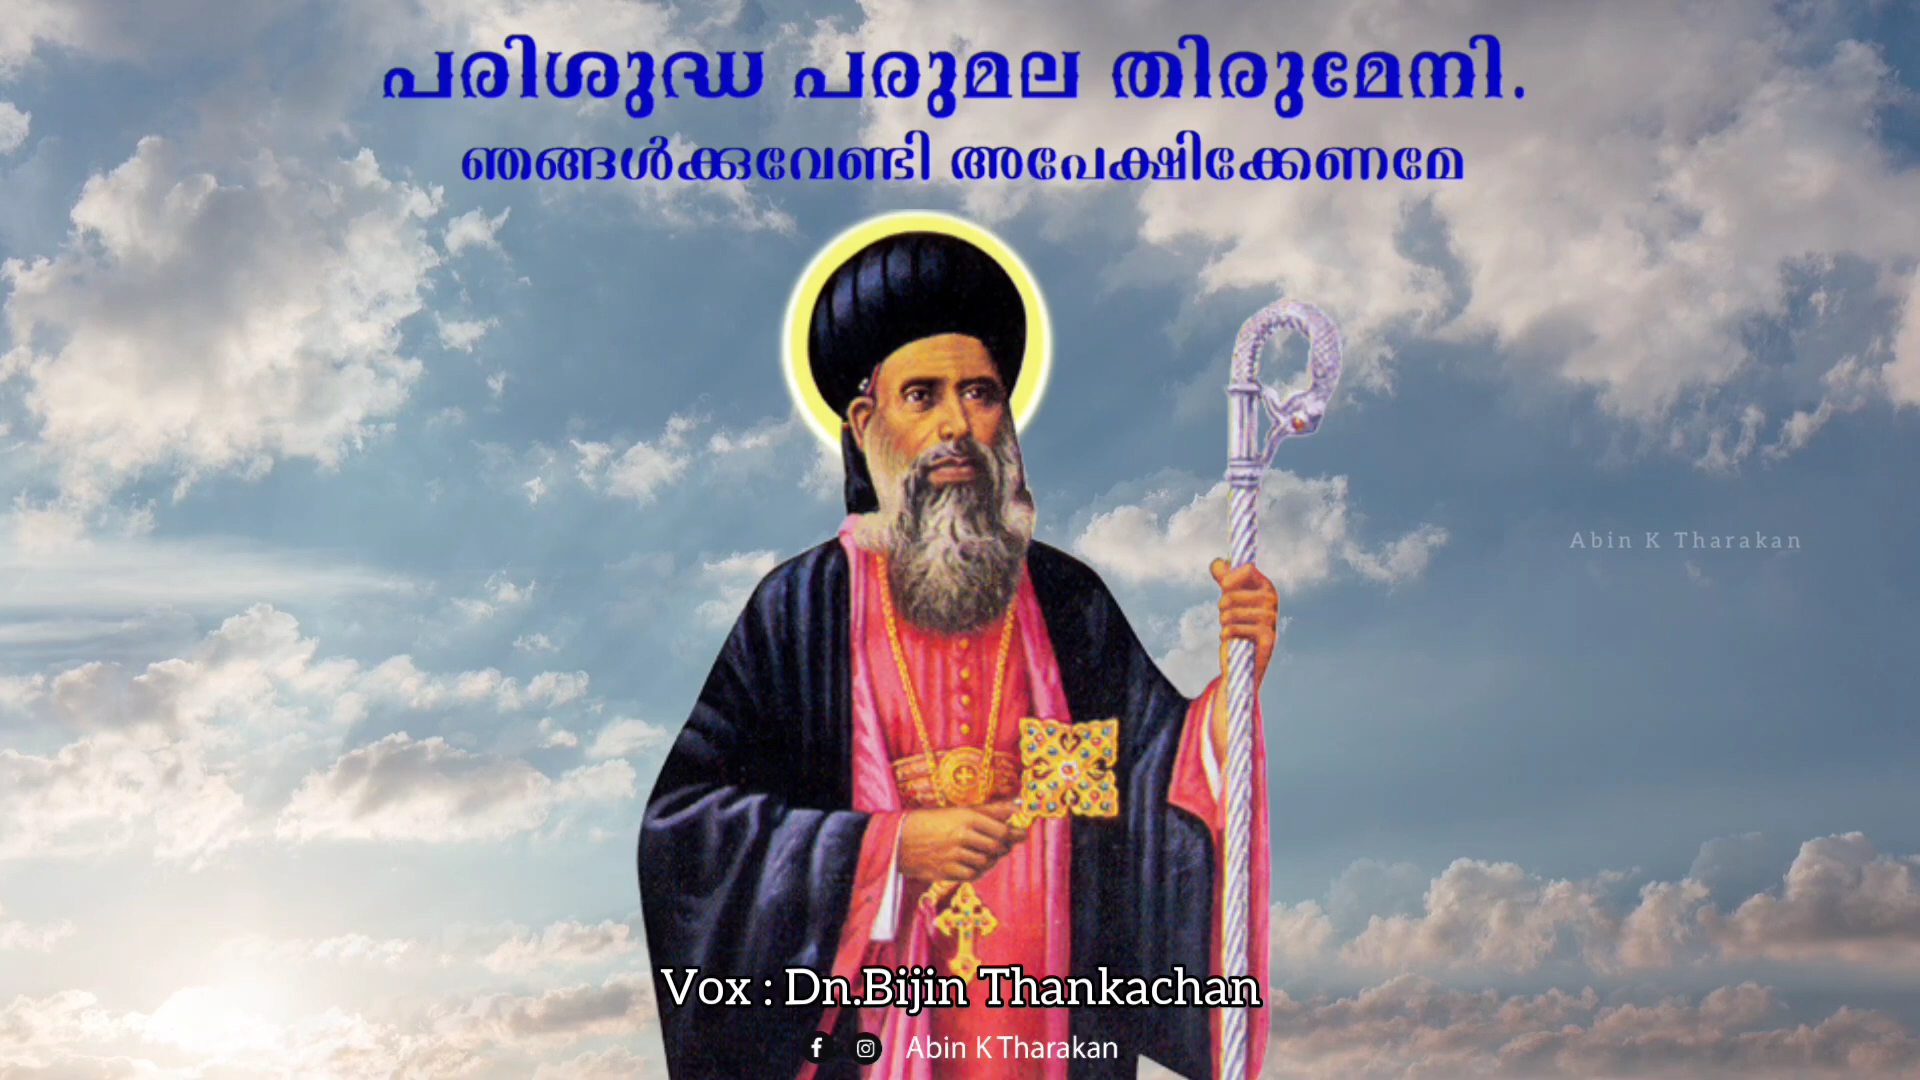 പരിശുദ്ധ പരുമല തിരുമേനി.
ഞങ്ങൾക്കുവേണ്ടി അപേക്ഷിക്കേണമേ
Abin K Tharakan
Vox : Dn.Bijin Thankachan
Abin K Tharakan